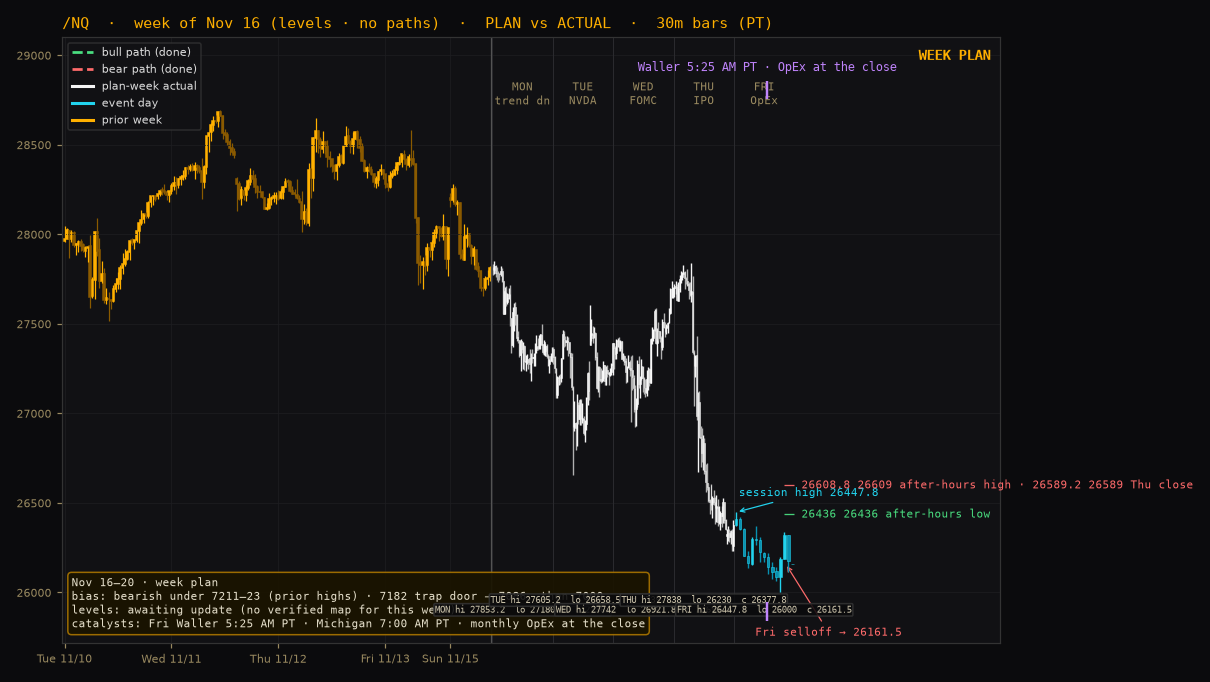 /NQ · week of Nov 16 (levels · no paths) · PLAN vs ACTUAL · 30m bars (PT)
WEEK PLAN
Waller 5:25 AM PT · OpEx at the close
bull path (done)
bear path (done)
plan-week actual
event day
prior week
MON
trend dn
TUE
NVDA
WED
FOMC
THU
IPO
FRI
OpEx
29000
28500
28000
27500
27000
26500
26000
26608.8 26609 after-hours high · 26589.2 26589 Thu close
session high 26447.8
26436 26436 after-hours low
Nov 16–20 · week plan
bias: bearish under 7211–23 (prior highs) · 7182 trap door
levels: awaiting update (no verified map for this we
catalysts: Fri Waller 5:25 AM PT · Michigan 7:00 AM PT · monthly OpEx at the close
TUE hi 27605.2 lo 26658.5
THU hi 27838 lo 26230 c 26377.8
MON hi 27853.2 lo 27180
WED hi 27742 lo 26921.8
FRI hi 26447.8 lo 26000 c 26161.5
Fri selloff → 26161.5
Tue 11/10
Wed 11/11
Thu 11/12
Fri 11/13
Sun 11/15